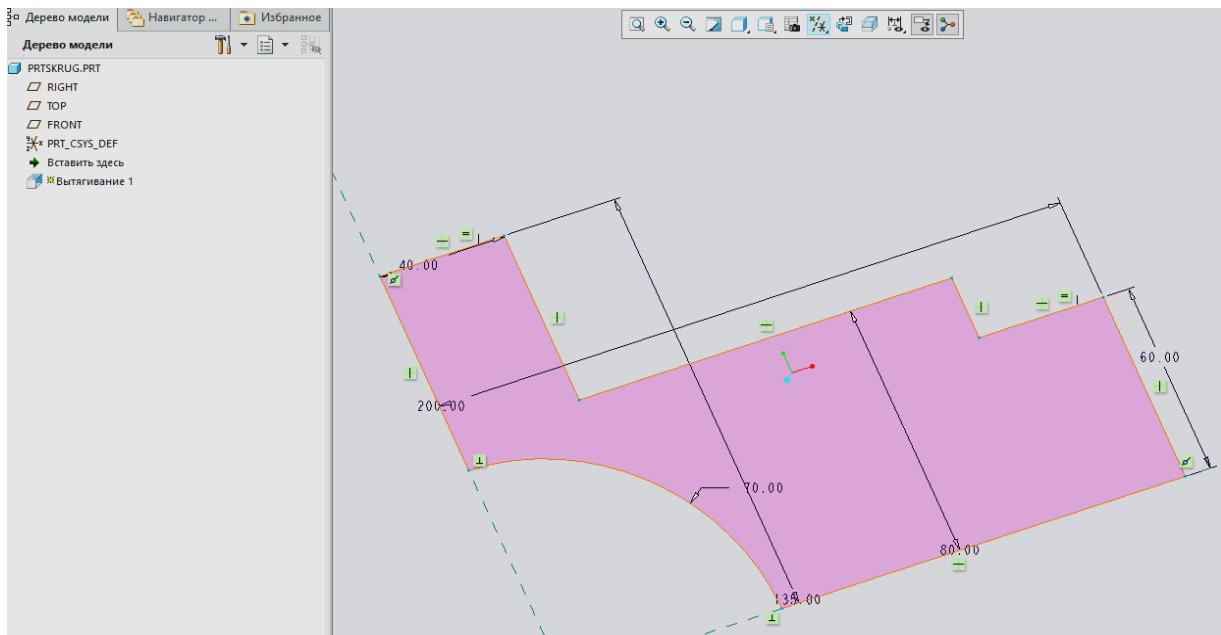 Дерево модели
Навигатор ...
Избранное
Дерево модели
PRTSKRUG.PRT
RIGHT
TOP
FRONT
PRT_CSYS_DEF
Вставить здесь
Вытягивание 1
40.00
60.00
200.00
70.00
80.00